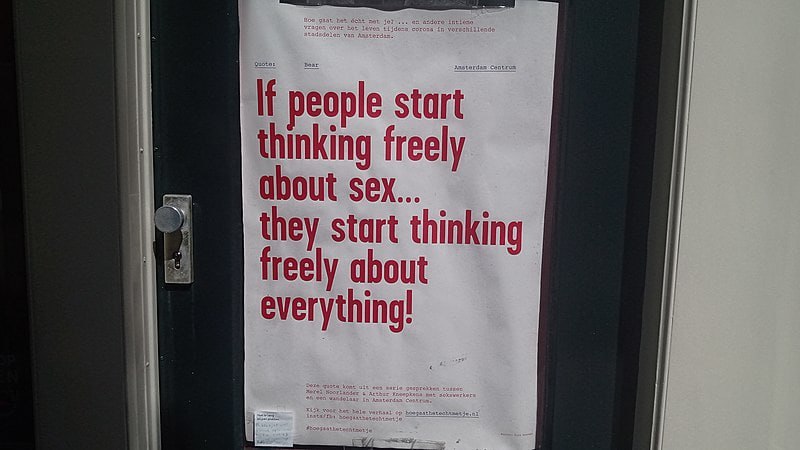 Hoe gaat het écht met je? ... en andere intieme
vragen over het leven tijdens corona in verschillende
stadsdelen van Amsterdam.
Quote: Bear Amsterdam Centrum
If people start
thinking freely
about sex...
they start thinking
freely about
everything!
Deze quote komt uit een serie gesprekken tussen
Merel Noorlander & Arthur Kneepkens met sekswerkers
en een wandelaar in Amsterdam Centrum.
Kijk voor het hele verhaal op hoegaathetechtmetje.nl
insta/fb: hoegaathetechtmetje
#hoegaathetechtmetje